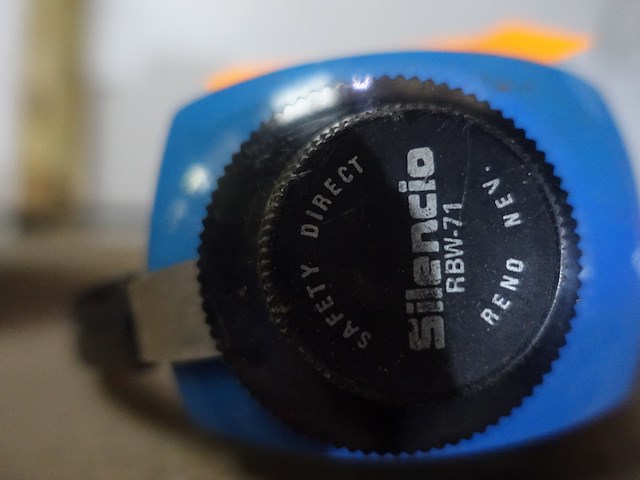 SAFETY DIRECT
Silencio
RBW-71
RENO NEV.